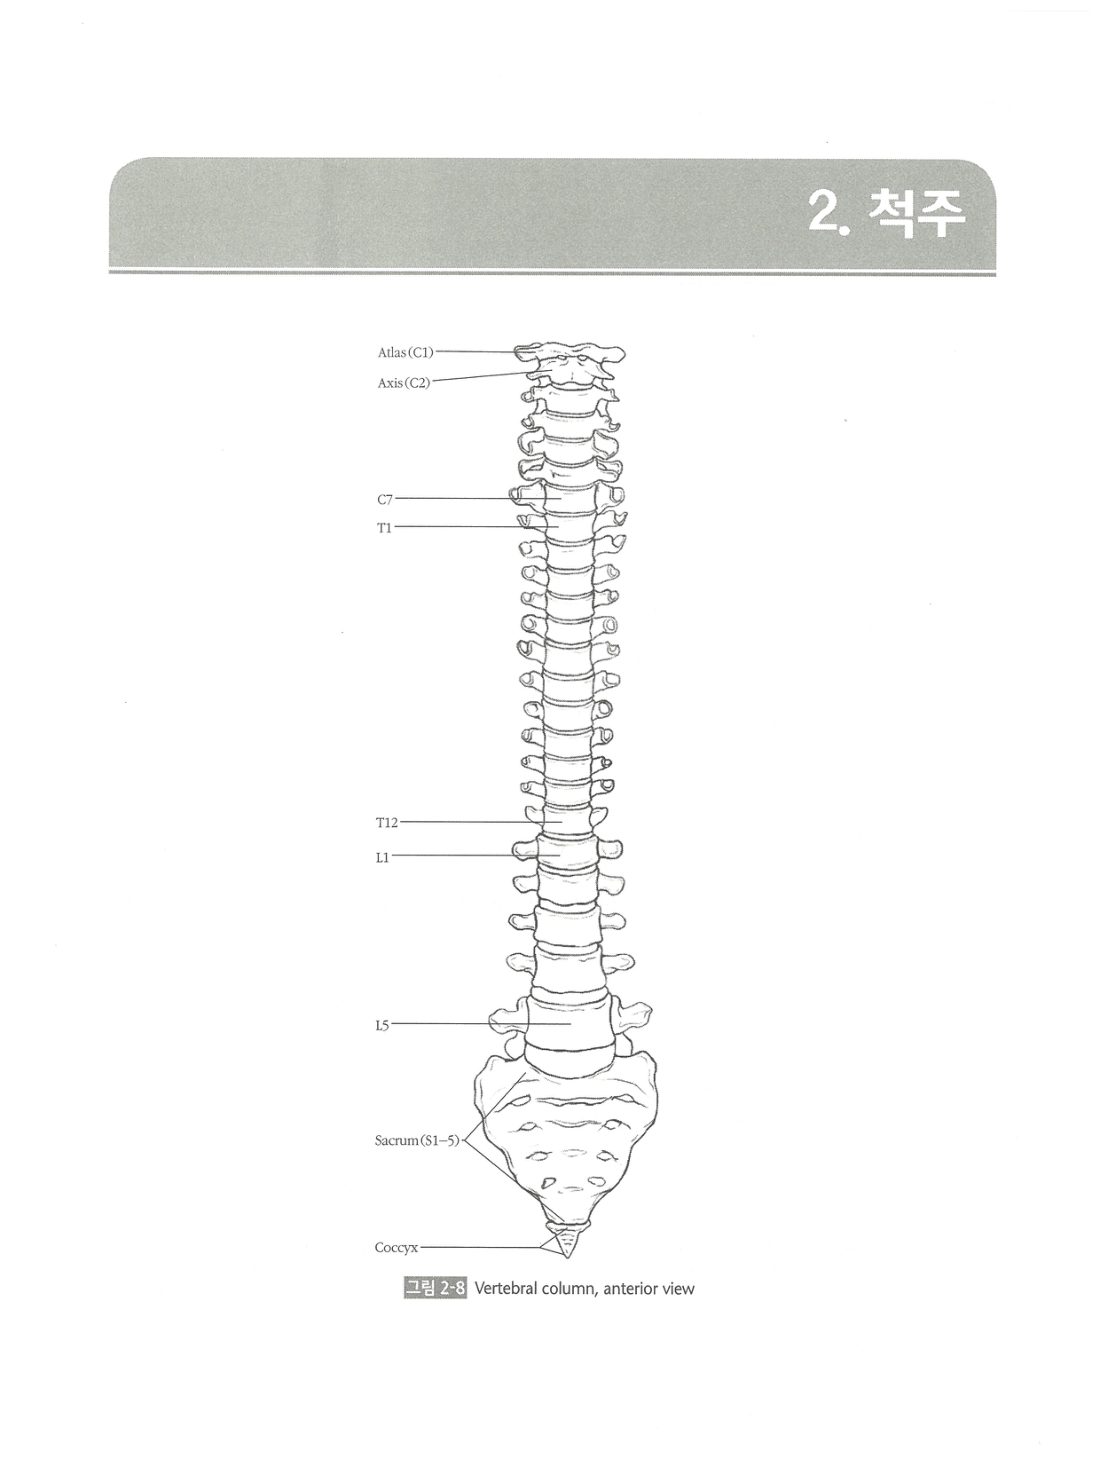 2. 척주
Atlas(C1)
Axis(C2)
C7
T1
T12
L1
L5
Sacrum(S1–5)
Coccyx
그림 2-8 Vertebral column, anterior view